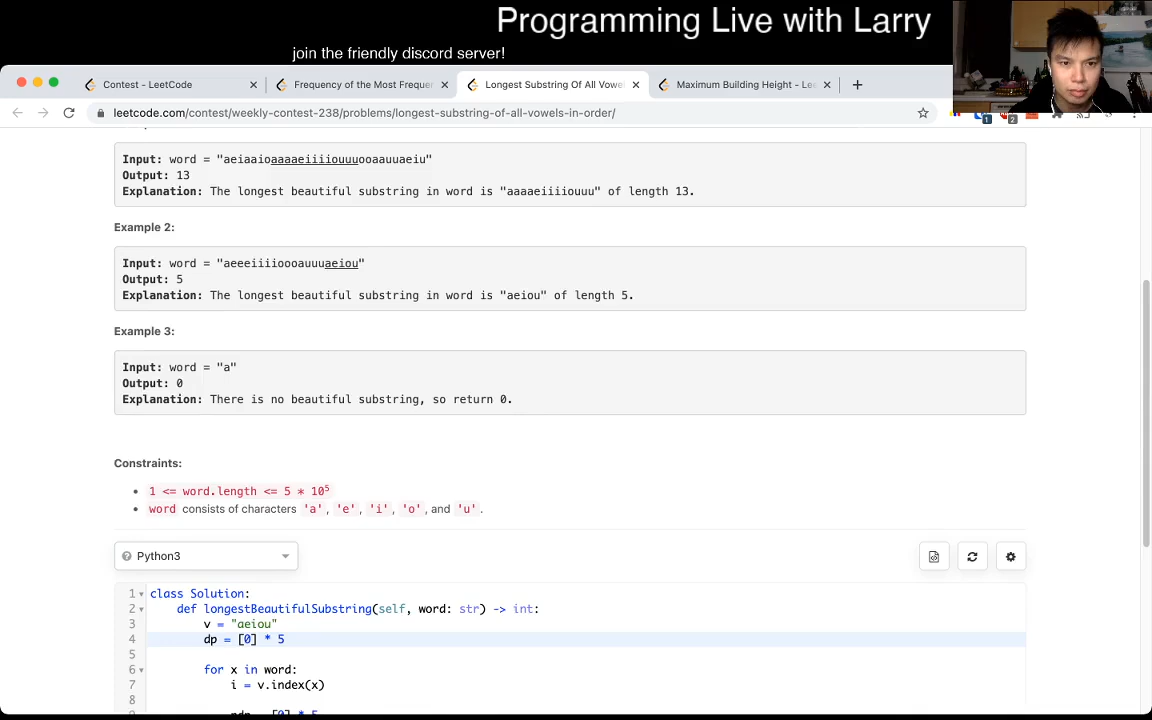 Programming Live with Larry
join the friendly discord server!
Contest - LeetCode
Frequency of the Most Frequen
Longest Substring Of All Vowel
Maximum Building Height - Lee
leetcode.com/contest/weekly-contest-238/problems/longest-substring-of-all-vowels-in-order/
Input: word = "aeiaaioaaaaeiiiiouuuooaauuaeiu"
Output: 13
Explanation: The longest beautiful substring in word is "aaaaeiiiiouuu" of length 13.
Example 2:
Input: word = "aeeeiiiioooauuuaeiou"
Output: 5
Explanation: The longest beautiful substring in word is "aeiou" of length 5.
Example 3:
Input: word = "a"
Output: 0
Explanation: There is no beautiful substring, so return 0.
Constraints:
1 <= word.length <= 5 * 10⁵
word consists of characters 'a', 'e', 'i', 'o', and 'u'.
Python3
1 class Solution:
2 def longestBeautifulSubstring(self, word: str) -> int:
3 v = "aeiou"
4 dp = [0] * 5
5
6 for x in word:
7 i = v.index(x)
8